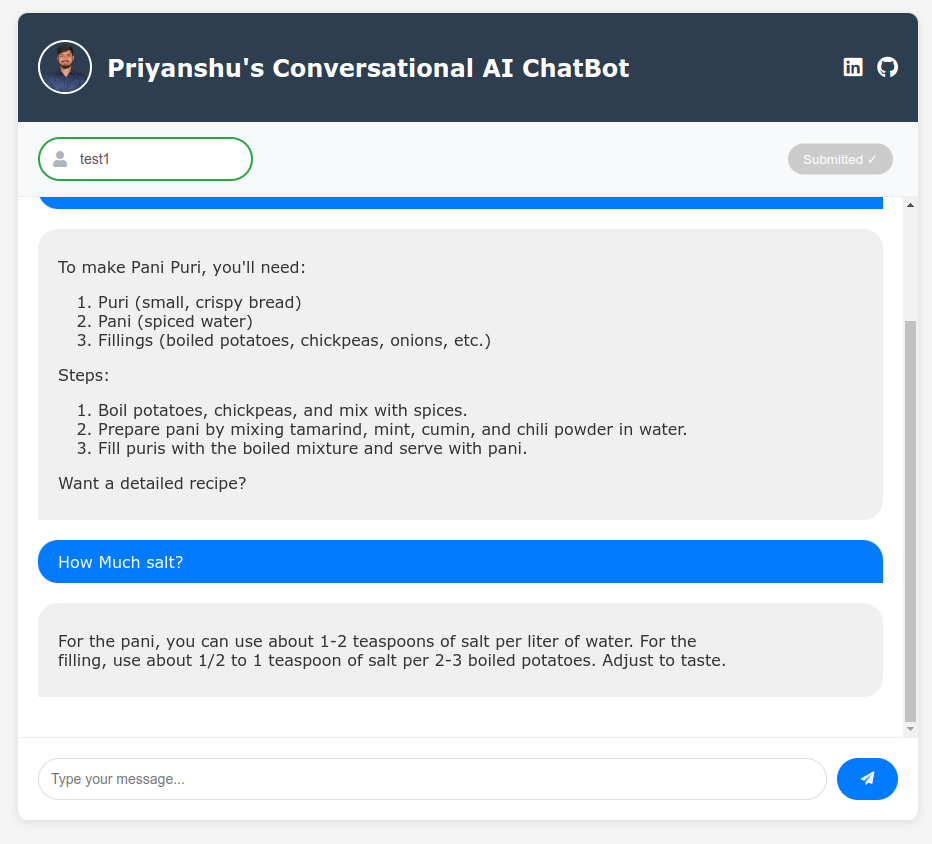 Priyanshu's Conversational AI ChatBot
test1
Submitted ✓
To make Pani Puri, you'll need:
1. Puri (small, crispy bread)
2. Pani (spiced water)
3. Fillings (boiled potatoes, chickpeas, onions, etc.)
Steps:
1. Boil potatoes, chickpeas, and mix with spices.
2. Prepare pani by mixing tamarind, mint, cumin, and chili powder in water.
3. Fill puris with the boiled mixture and serve with pani.
Want a detailed recipe?
How Much salt?
For the pani, you can use about 1-2 teaspoons of salt per liter of water. For the
filling, use about 1/2 to 1 teaspoon of salt per 2-3 boiled potatoes. Adjust to taste.
Type your message...